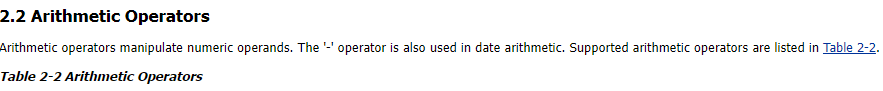 2.2 Arithmetic Operators
Arithmetic operators manipulate numeric operands. The '-' operator is also used in date arithmetic. Supported arithmetic operators are listed in Table 2-2.
Table 2-2 Arithmetic Operators